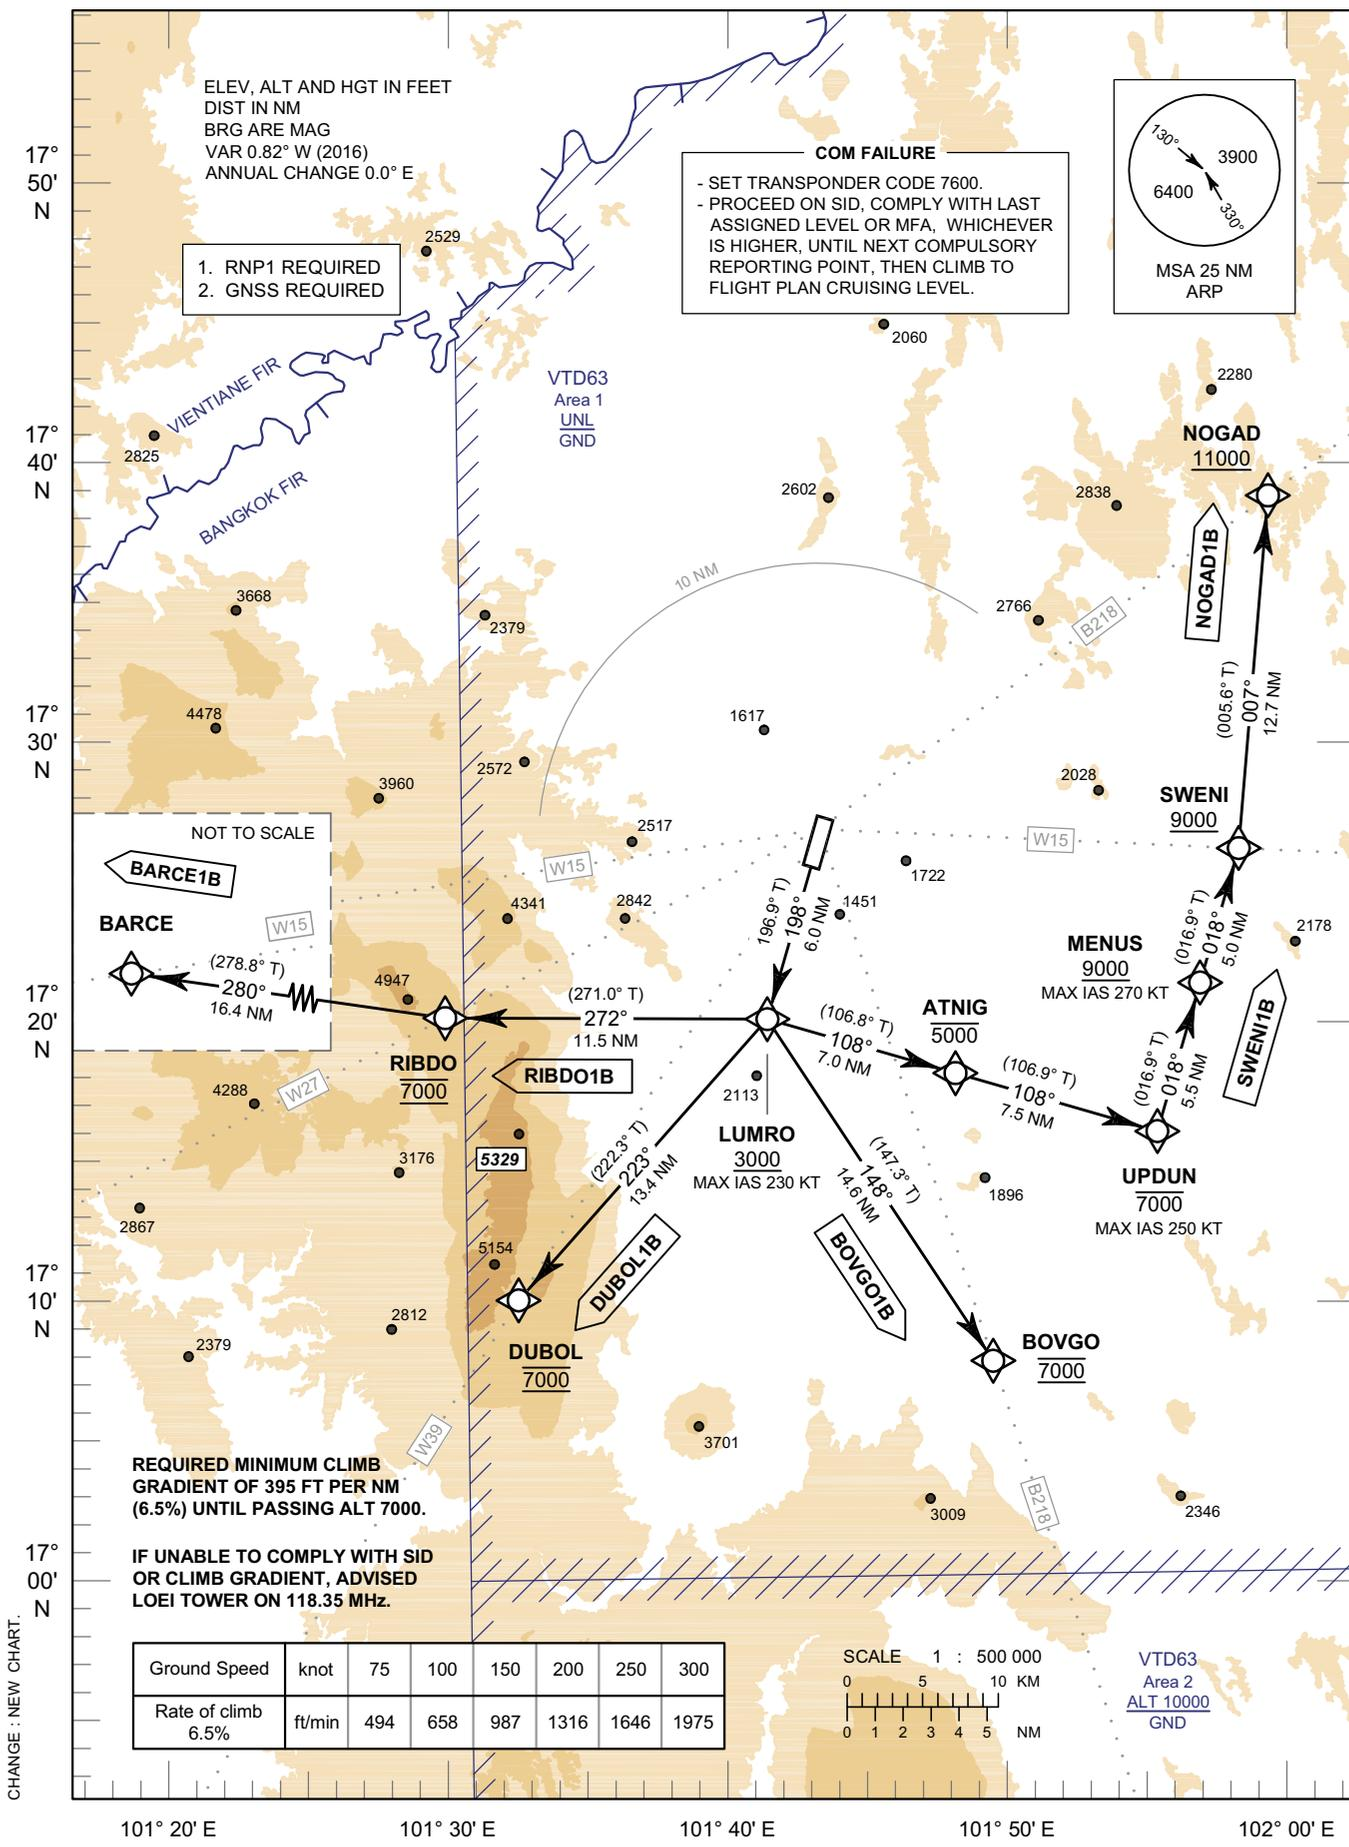 ELEV, ALT AND HGT IN FEET
DIST IN NM
BRG ARE MAG
VAR 0.82° W (2016)
ANNUAL CHANGE 0.0° E
1. RNP1 REQUIRED
2. GNSS REQUIRED
COM FAILURE
- SET TRANSPONDER CODE 7600.
- PROCEED ON SID, COMPLY WITH LAST
ASSIGNED LEVEL OR MFA, WHICHEVER
IS HIGHER, UNTIL NEXT COMPULSORY
REPORTING POINT, THEN CLIMB TO
FLIGHT PLAN CRUISING LEVEL.
130°
3900
6400
330°
MSA 25 NM
ARP
17°
50'
N
2529
2060
VIENTIANE FIR
BANGKOK FIR
VTD63
Area 1
UNL
GND
2280
NOGAD
11000
17°
40'
N
2825
2602
2838
NOGAD1B
10 NM
3668
2379
2766
B218
(005.6° T)
007°
12.7 NM
17°
30'
N
4478
1617
2572
3960
2028
SWENI
9000
NOT TO SCALE
BARCE1B
2517
W15
W15
1722
BARCE
W15
4341
2842
1451
(196.9° T)
198°
6.0 NM
(016.9° T)
018°
5.0 NM
2178
MENUS
9000
MAX IAS 270 KT
(278.8° T)
280°
16.4 NM
4947
17°
20'
N
(271.0° T)
272°
11.5 NM
(106.8° T)
108°
7.0 NM
ATNIG
5000
SWENI1B
RIBDO
7000
RIBDO1B
(106.9° T)
108°
7.5 NM
(016.9° T)
018°
5.5 NM
4288
W27
2113
LUMRO
3000
MAX IAS 230 KT
3176
5329
(222.3° T)
223°
13.4 NM
(147.3° T)
148°
14.6 NM
1896
UPDUN
7000
MAX IAS 250 KT
2867
5154
DUBOL1B
BOVGO1B
17°
10'
N
2812
2379
DUBOL
7000
BOVGO
7000
W39
3701
REQUIRED MINIMUM CLIMB
GRADIENT OF 395 FT PER NM
(6.5%) UNTIL PASSING ALT 7000.
3009
B218
2346
17°
00'
N
IF UNABLE TO COMPLY WITH SID
OR CLIMB GRADIENT, ADVISED
LOEI TOWER ON 118.35 MHz.
CHANGE : NEW CHART.
Ground Speed knot 75 100 150 200 250 300
Rate of climb 6.5% ft/min 494 658 987 1316 1646 1975
SCALE 1 : 500 000
0 5 10 KM
0 1 2 3 4 5 NM
VTD63
Area 2
ALT 10000
GND
101° 20' E 101° 30' E 101° 40' E 101° 50' E 102° 00' E